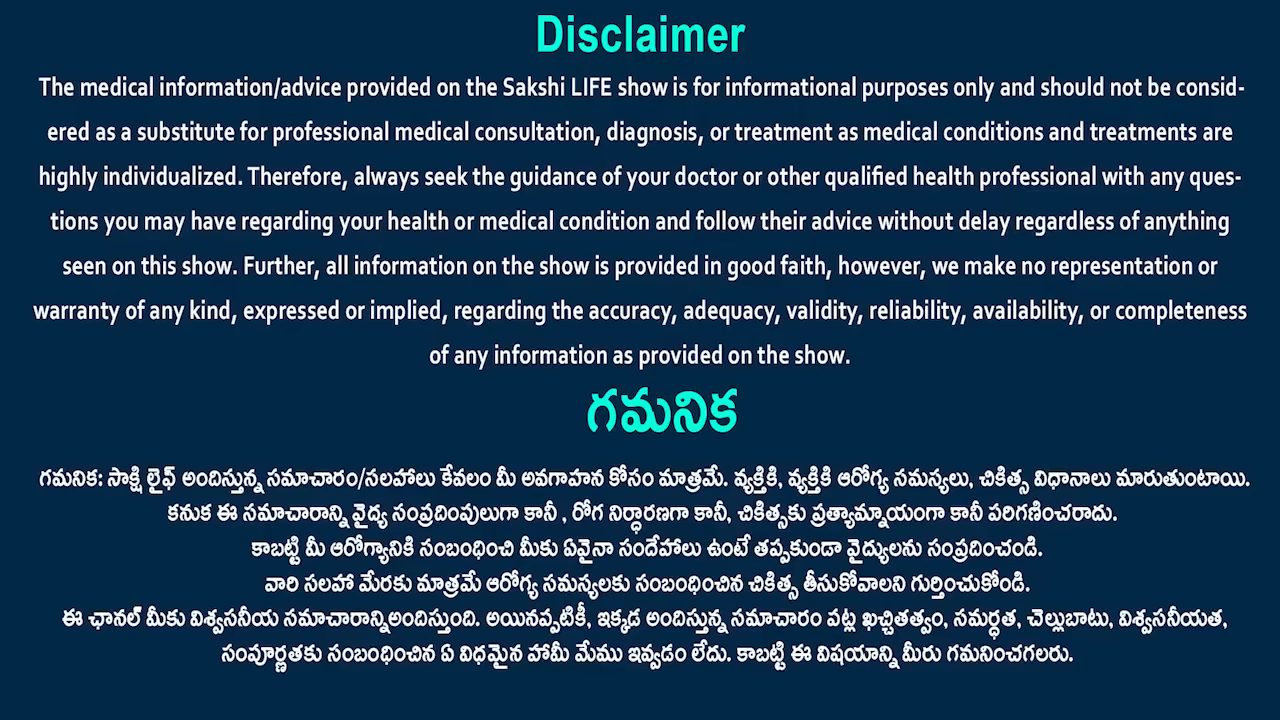 Disclaimer
The medical information/advice provided on the Sakshi LIFE show is for informational purposes only and should not be consid-
ered as a substitute for professional medical consultation, diagnosis, or treatment as medical conditions and treatments are
highly individualized. Therefore, always seek the guidance of your doctor or other qualified health professional with any ques-
tions you may have regarding your health or medical condition and follow their advice without delay regardless of anything
seen on this show. Further, all information on the show is provided in good faith, however, we make no representation or
warranty of any kind, expressed or implied, regarding the accuracy, adequacy, validity, reliability, availability, or completeness
of any information as provided on the show.
గమనిక
గమనిక: సాక్షి లైఫ్ అందిస్తున్న సమాచారం/సలహాలు కేవలం మీ అవగాహన కోసం మాత్రమే. వ్యక్తికి, వ్యక్తికి ఆరోగ్య సమస్యలు, చికిత్స విధానాలు మారుతుంటాయి.
కనుక ఈ సమాచారాన్ని వైద్య సంప్రదింపులుగా కానీ , రోగ నిర్ధారణగా కానీ, చికిత్సకు ప్రత్యామ్నాయంగా కానీ పరిగణించరాదు.
కాబట్టి మీ ఆరోగ్యానికి సంబంధించి మీకు ఏవైనా సందేహాలు ఉంటే తప్పకుండా వైద్యులను సంప్రదించండి.
వారి సలహా మేరకు మాత్రమే ఆరోగ్య సమస్యలకు సంబంధించిన చికిత్స తీసుకోవాలని గుర్తించుకోండి.
ఈ ఛానల్ మీకు విశ్వసనీయ సమాచారాన్నిఅందిస్తుంది. అయినప్పటికీ, ఇక్కడ అందిస్తున్న సమాచారం పట్ల ఖచ్చితత్వం, సమర్ధత, చెల్లుబాటు, విశ్వసనీయత,
సంపూర్ణతకు సంబంధించిన ఏ విధమైన హామీ మేము ఇవ్వడం లేదు. కాబట్టి ఈ విషయాన్ని మీరు గమనించగలరు.